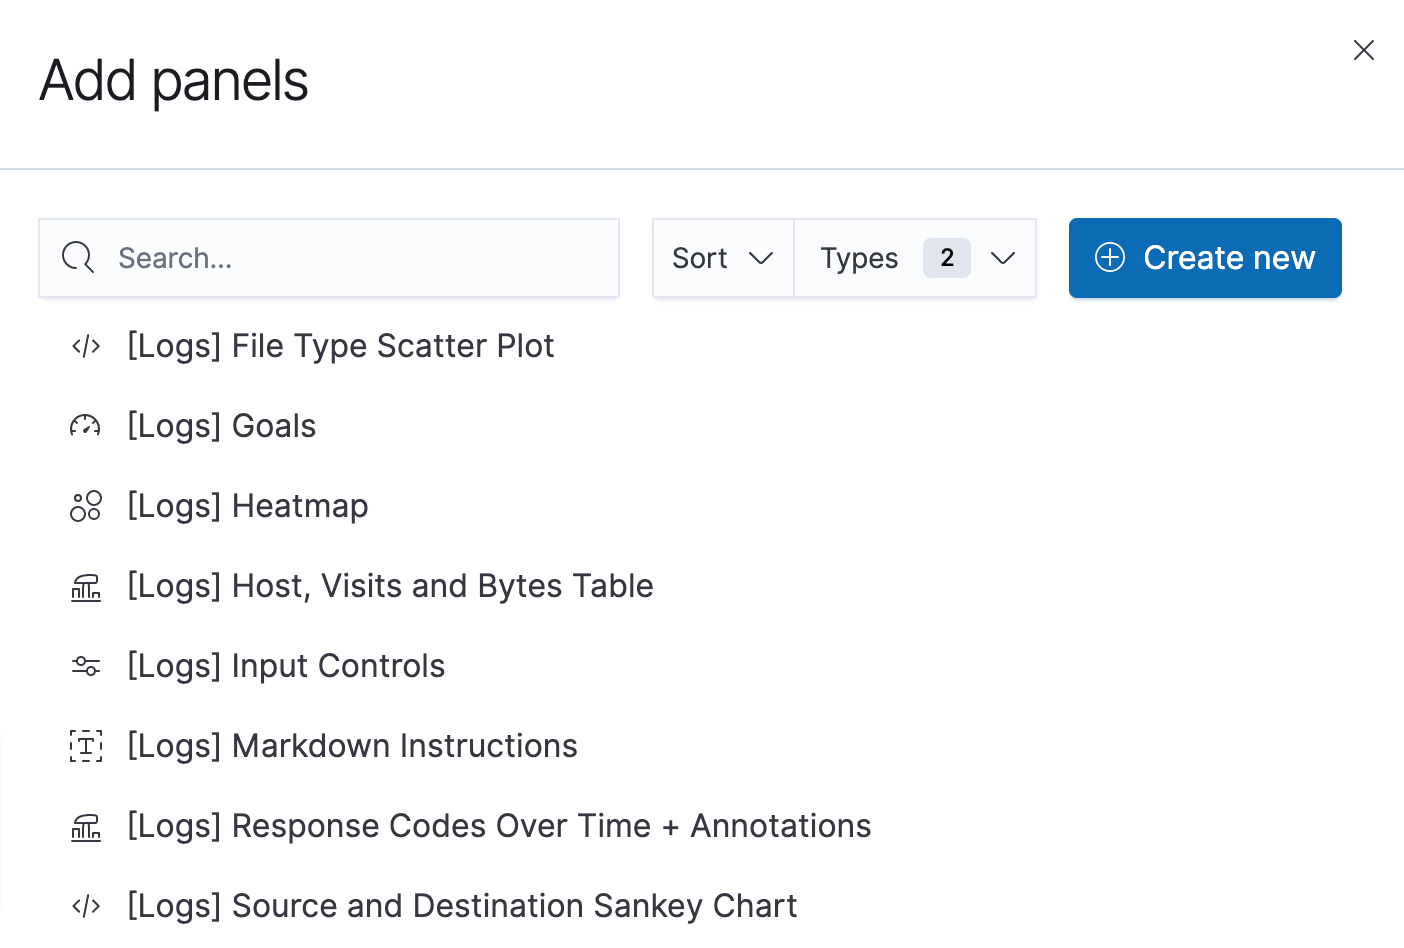 Add panels
Search...
Sort
Types 2
Create new
[Logs] File Type Scatter Plot
[Logs] Goals
[Logs] Heatmap
[Logs] Host, Visits and Bytes Table
[Logs] Input Controls
[Logs] Markdown Instructions
[Logs] Response Codes Over Time + Annotations
[Logs] Source and Destination Sankey Chart